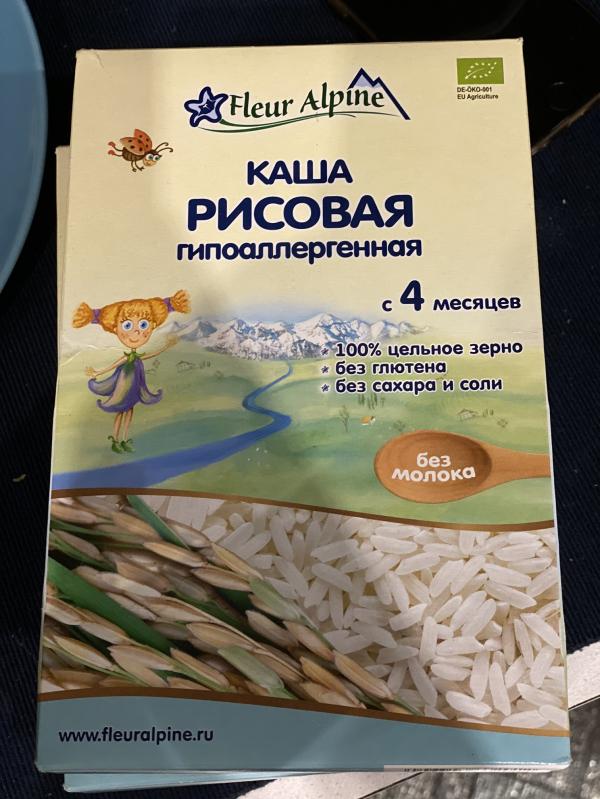 DE-ÖKO-001
EU Agriculture
Fleur Alpine
КАША
РИСОВАЯ
гипоаллергенная
с 4 месяцев
100% цельное зерно
без глютена
без сахара и соли
без
молока
www.fleuralpine.ru